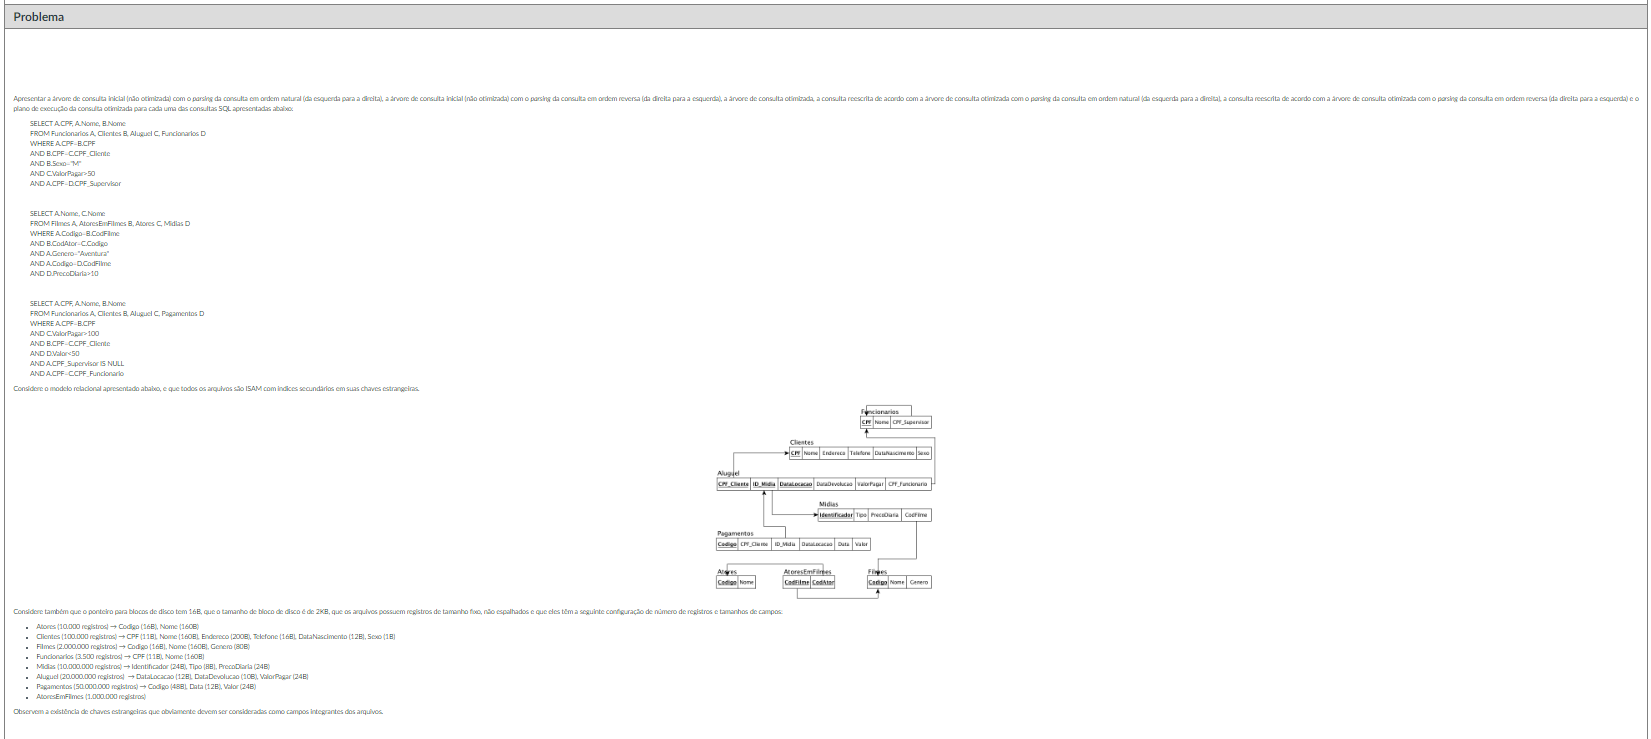 Problema
Apresentar a árvore de consulta inicial (não otimizada) com o parsing da consulta em ordem natural (da esquerda para a direita), a árvore de consulta inicial (não otimizada) com o parsing da consulta em ordem reversa (da direita para a esquerda), a árvore de consulta otimizada, a consulta reescrita de acordo com a árvore de consulta otimizada com o parsing da consulta em ordem natural (da esquerda para a direita), a consulta reescrita de acordo com a árvore de consulta otimizada com o parsing da consulta em ordem reversa (da direita para a esquerda) e o
plano de execução da consulta otimizada para cada uma das consultas SQL apresentadas abaixo:
SELECT A.CPF, A.Nome, B.Nome
FROM Funcionarios A, Clientes B, Aluguel C, Funcionarios D
WHERE A.CPF=B.CPF
AND B.CPF=C.CPF_Cliente
AND B.Sexo="M"
AND C.ValorPagar>50
AND A.CPF=D.CPF_Supervisor
SELECT A.Nome, C.Nome
FROM Filmes A, AtoresEmFilmes B, Atores C, Midias D
WHERE A.Codigo=B.CodFilme
AND B.CodAtor=C.Codigo
AND A.Genero="Aventura"
AND A.Codigo=D.CodFilme
AND D.PrecoDiaria>10
SELECT A.CPF, A.Nome, B.Nome
FROM Funcionarios A, Clientes B, Aluguel C, Pagamentos D
WHERE A.CPF=B.CPF
AND C.ValorPagar>100
AND B.CPF=C.CPF_Cliente
AND D.Valor<50
AND A.CPF_Supervisor IS NULL
AND A.CPF=C.CPF_Funcionario
Considere o modelo relacional apresentado abaixo, e que todos os arquivos são ISAM com índices secundários em suas chaves estrangeiras.
Funcionarios
CPF Nome CPF_Supervisor
Clientes
CPF Nome Endereco Telefone DataNascimento Sexo
Aluguel
CPF_Cliente ID_Midia DataLocacao DataDevolucao ValorPagar CPF_Funcionario
Midias
Identificador Tipo PrecoDiaria CodFilme
Pagamentos
Codigo CPF_Cliente ID_Midia DataLocacao Data Valor
Atores AtoresEmFilmes Filmes
Codigo Nome CodFilme CodAtor Codigo Nome Genero
Considere também que o ponteiro para blocos de disco tem 16B, que o tamanho de bloco de disco é de 2KB, que os arquivos possuem registros de tamanho fixo, não espalhados e que eles têm a seguinte configuração de número de registros e tamanhos de campos:
• Atores (10.000 registros) → Codigo (16B), Nome (160B)
• Clientes (100.000 registros) → CPF (11B), Nome (160B), Endereco (200B), Telefone (16B), DataNascimento (12B), Sexo (1B)
• Filmes (2.000.000 registros) → Codigo (16B), Nome (160B), Genero (80B)
• Funcionarios (3.500 registros) → CPF (11B), Nome (160B)
• Midias (10.000.000 registros) → Identificador (24B), Tipo (8B), PrecoDiaria (24B)
• Aluguel (20.000.000 registros) → DataLocacao (12B), DataDevolucao (10B), ValorPagar (24B)
• Pagamentos (50.000.000 registros) → Codigo (48B), Data (12B), Valor (24B)
• AtoresEmFilmes (1.000.000 registros)
Observem a existência de chaves estrangeiras que obviamente devem ser consideradas como campos integrantes dos arquivos.